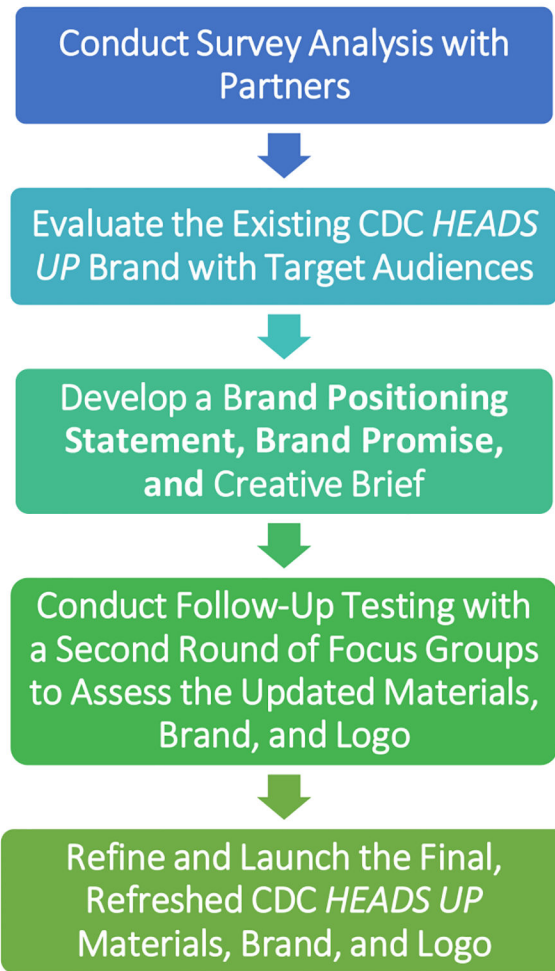 Conduct Survey Analysis with
Partners
Evaluate the Existing CDC HEADS
UP Brand with Target Audiences
Develop a Brand Positioning
Statement, Brand Promise,
and Creative Brief
Conduct Follow-Up Testing with
a Second Round of Focus Groups
to Assess the Updated Materials,
Brand, and Logo
Refine and Launch the Final,
Refreshed CDC HEADS UP
Materials, Brand, and Logo